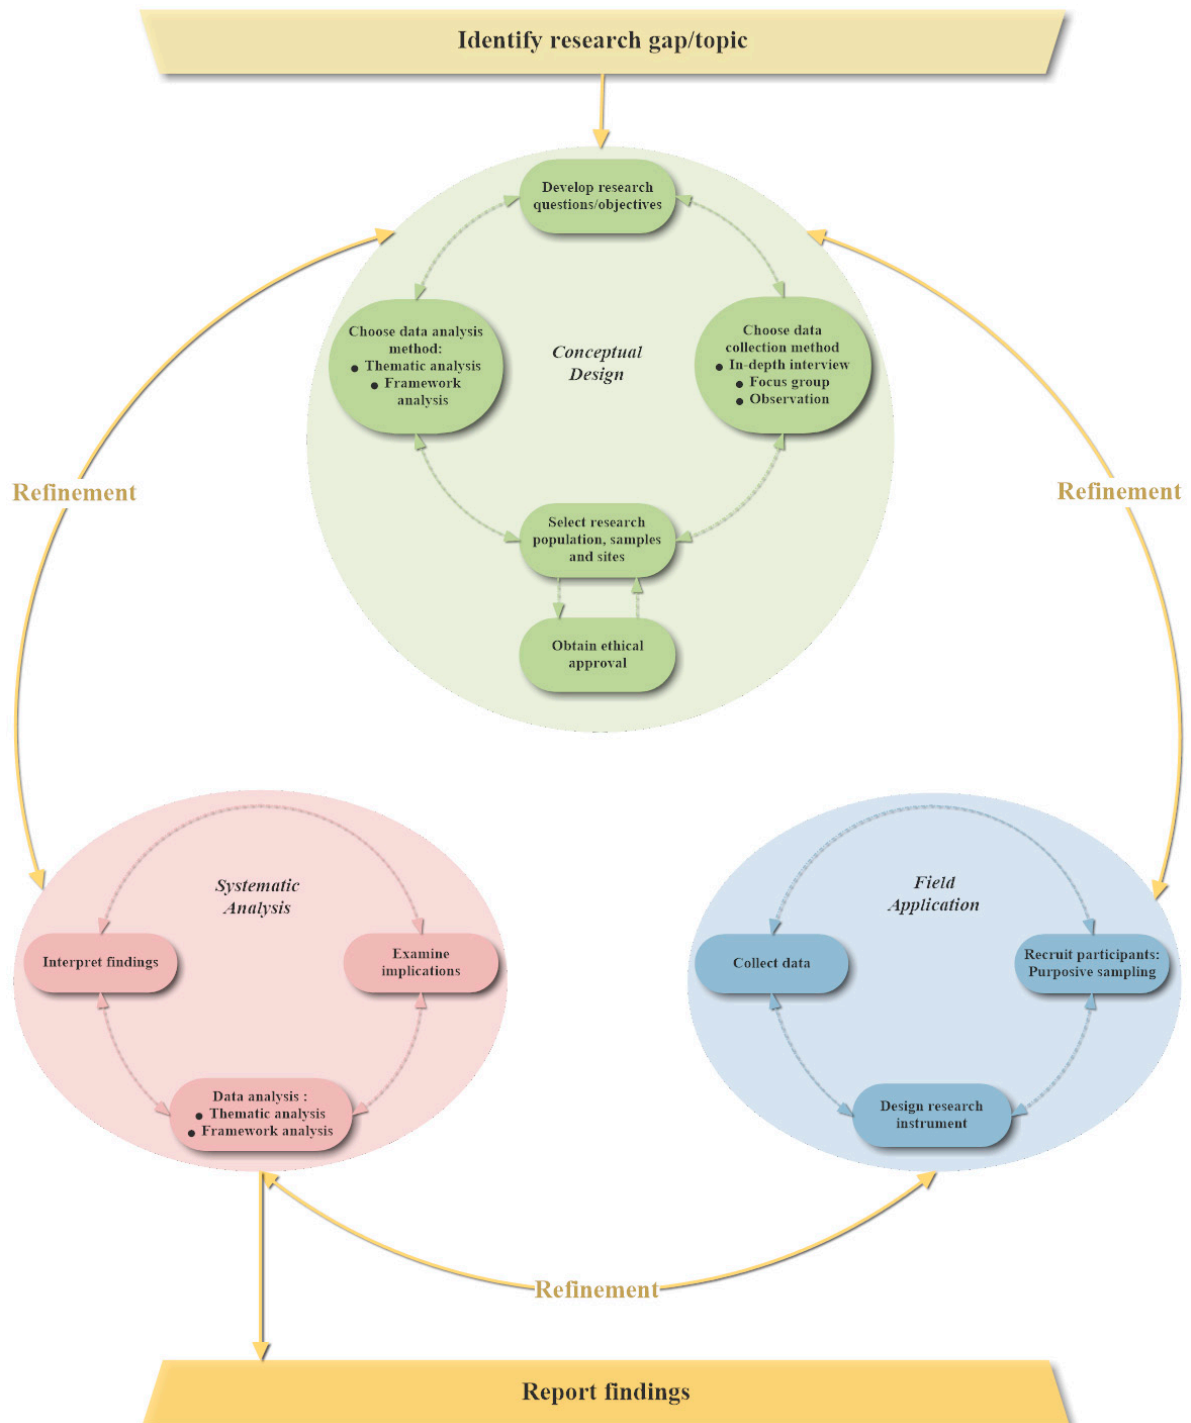 Identify research gap/topic
Develop research
questions/objectives
Choose data analysis
method:
● Thematic analysis
● Framework
analysis
Conceptual
Design
Choose data
collection method
● In-depth interview
● Focus group
● Observation
Refinement
Refinement
Select research
population, samples
and sites
Obtain ethical
approval
Systematic
Analysis
Interpret findings
Examine
implications
Data analysis :
● Thematic analysis
● Framework analysis
Field
Application
Collect data
Recruit participants:
Purposive sampling
Design research
instrument
Refinement
Report findings